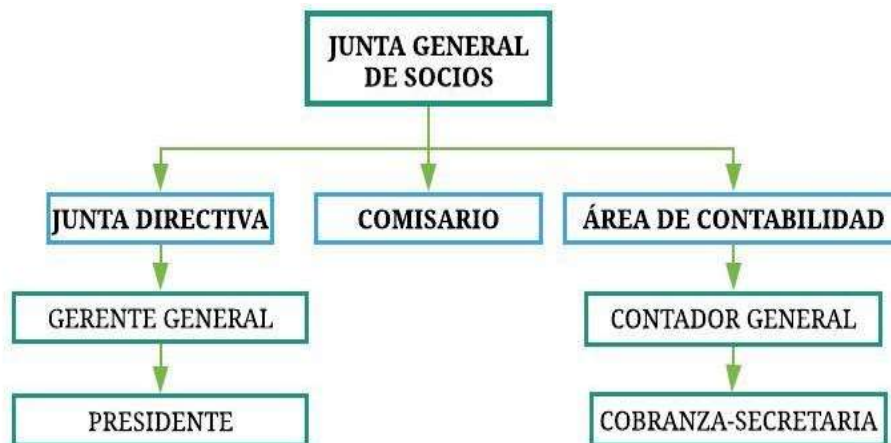 JUNTA GENERAL
DE SOCIOS
JUNTA DIRECTIVA
COMISARIO
ÁREA DE CONTABILIDAD
GERENTE GENERAL
CONTADOR GENERAL
PRESIDENTE
COBRANZA-SECRETARIA